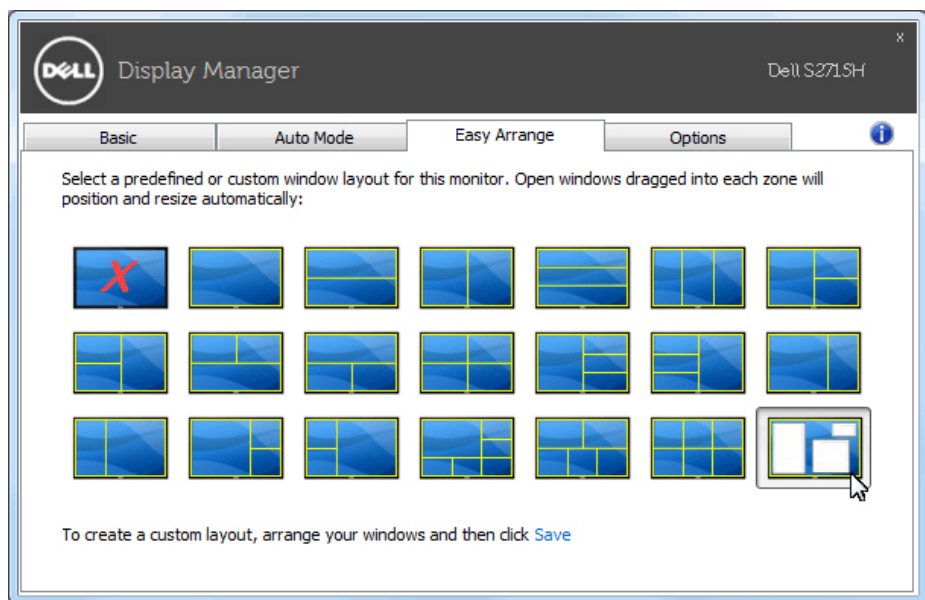 x
DELL Display Manager
Dell S2715H
Basic Auto Mode Easy Arrange Options
Select a predefined or custom window layout for this monitor. Open windows dragged into each zone will
position and resize automatically:
X
To create a custom layout, arrange your windows and then click Save